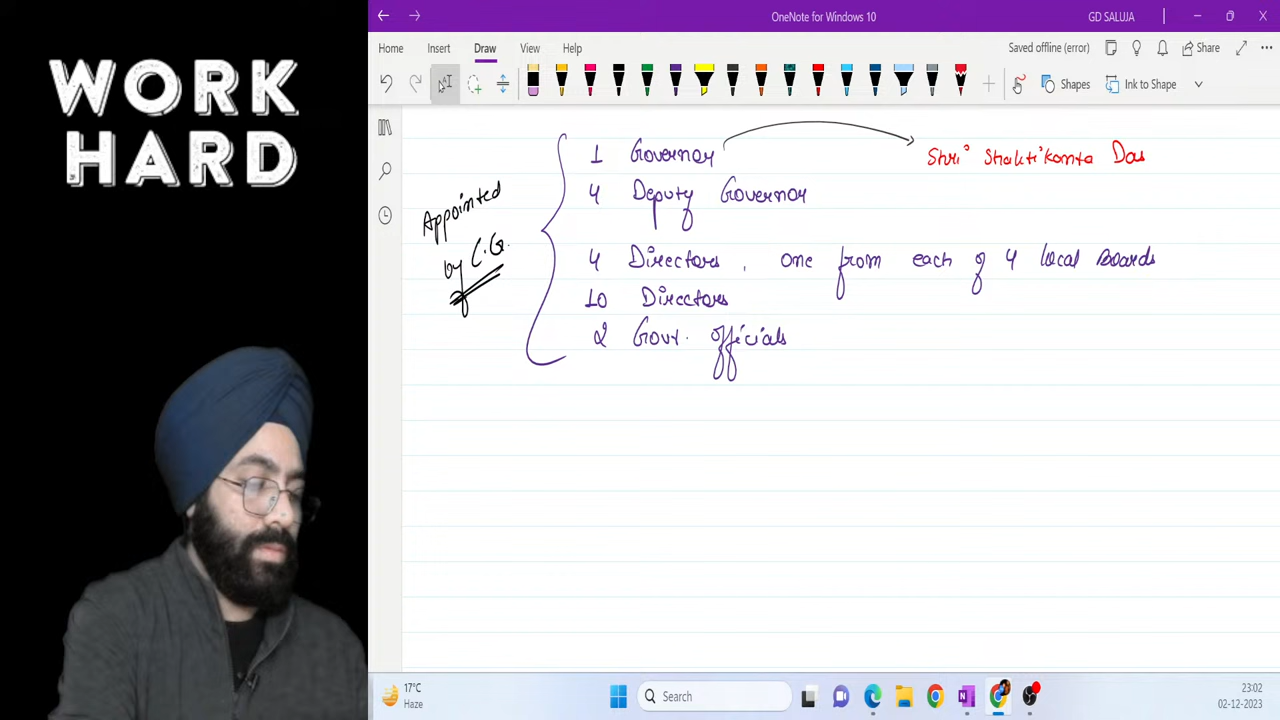 WORK
HARD
OneNote for Windows 10
GD SALUJA
Home Insert Draw View Help
Saved offline (error)
Share
Shapes
Ink to Shape
1 Governor
Shri Shaktikanta Das
4 Deputy Governor
Appointed
by C.G.
4 Directors, one from each of 4 local Boards
10 Directors
2 Govt. officials
17°C
Haze
Search
23:02
02-12-2023